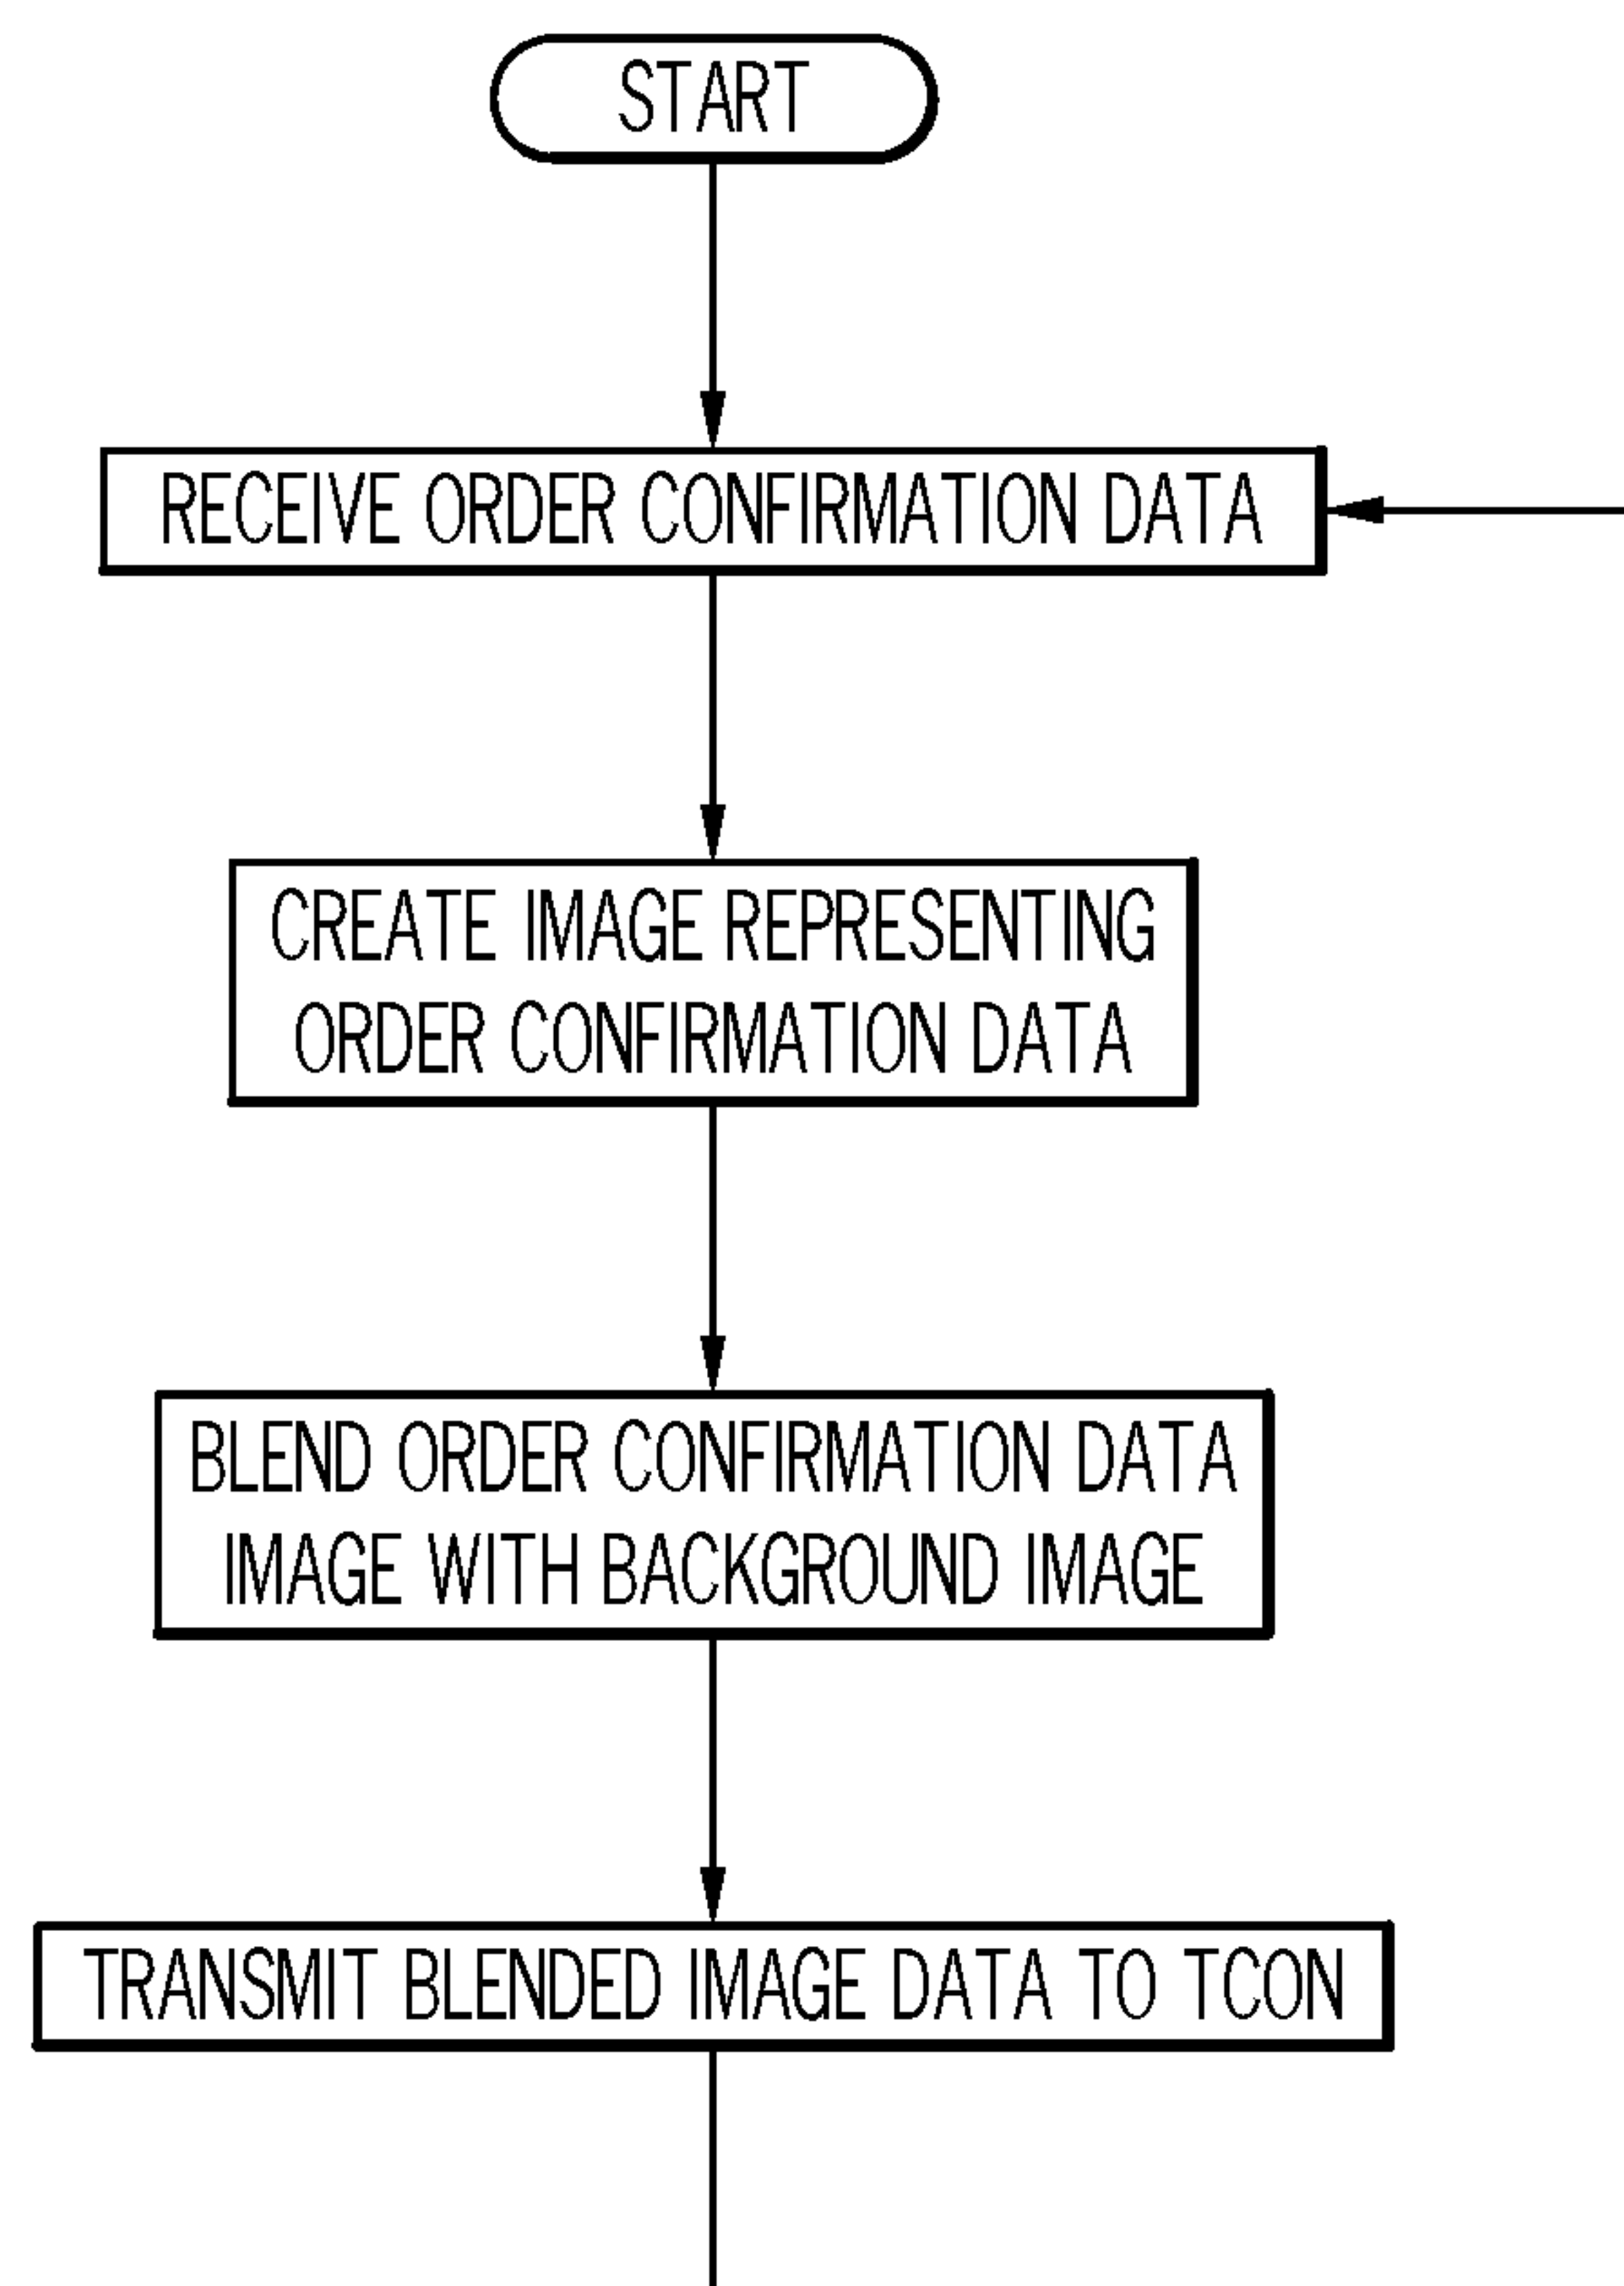 START
RECEIVE ORDER CONFIRMATION DATA
CREATE IMAGE REPRESENTING
ORDER CONFIRMATION DATA
BLEND ORDER CONFIRMATION DATA
IMAGE WITH BACKGROUND IMAGE
TRANSMIT BLENDED IMAGE DATA TO TCON